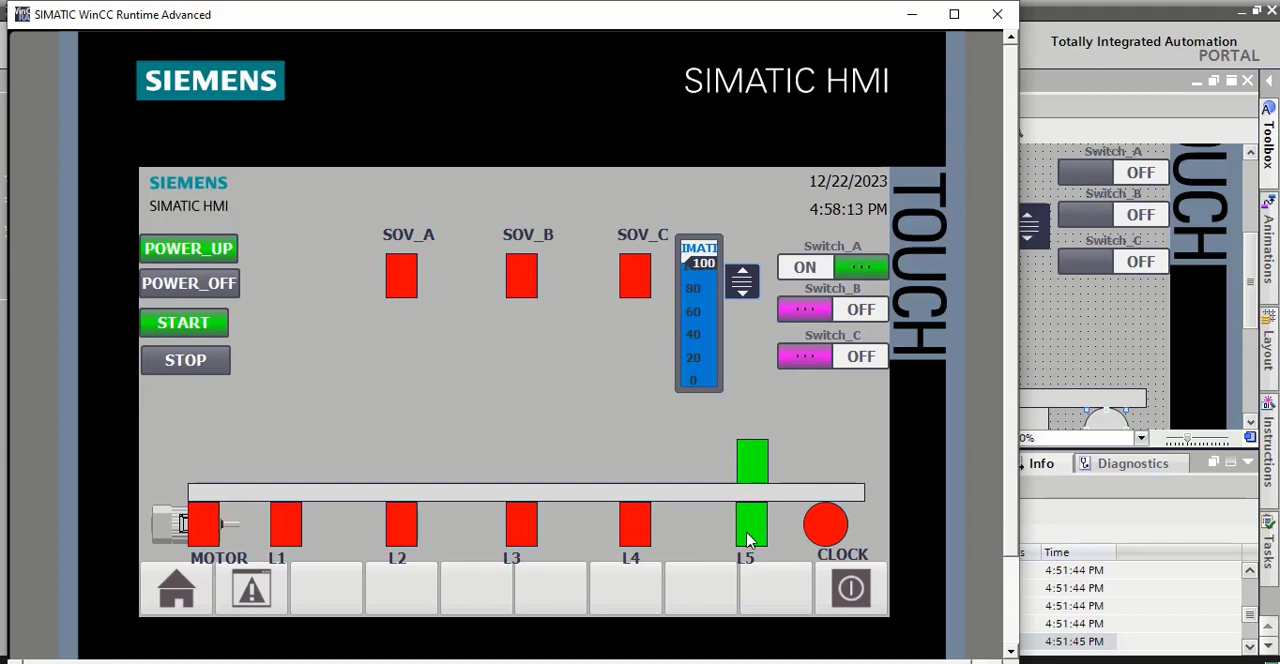 SIMATIC WinCC Runtime Advanced
Totally Integrated Automation
PORTAL
SIEMENS
SIMATIC HMI
SIEMENS
SIMATIC HMI
12/22/2023
4:58:13 PM
TOUCH
POWER_UP
POWER_OFF
START
STOP
SOV_A
SOV_B
SOV_C
IMATI
100
80
60
40
20
0
Switch_A
ON
Switch_B
OFF
Switch_C
OFF
MOTOR
L1
L2
L3
L4
L5
CLOCK
Switch_A
OFF
Switch_B
OFF
Switch_C
OFF
OUCH
0%
Info
Diagnostics
s
Time
4:51:44 PM
4:51:44 PM
4:51:44 PM
4:51:44 PM
4:51:45 PM
Toolbox
Animations
Layout
Instructions
Tasks